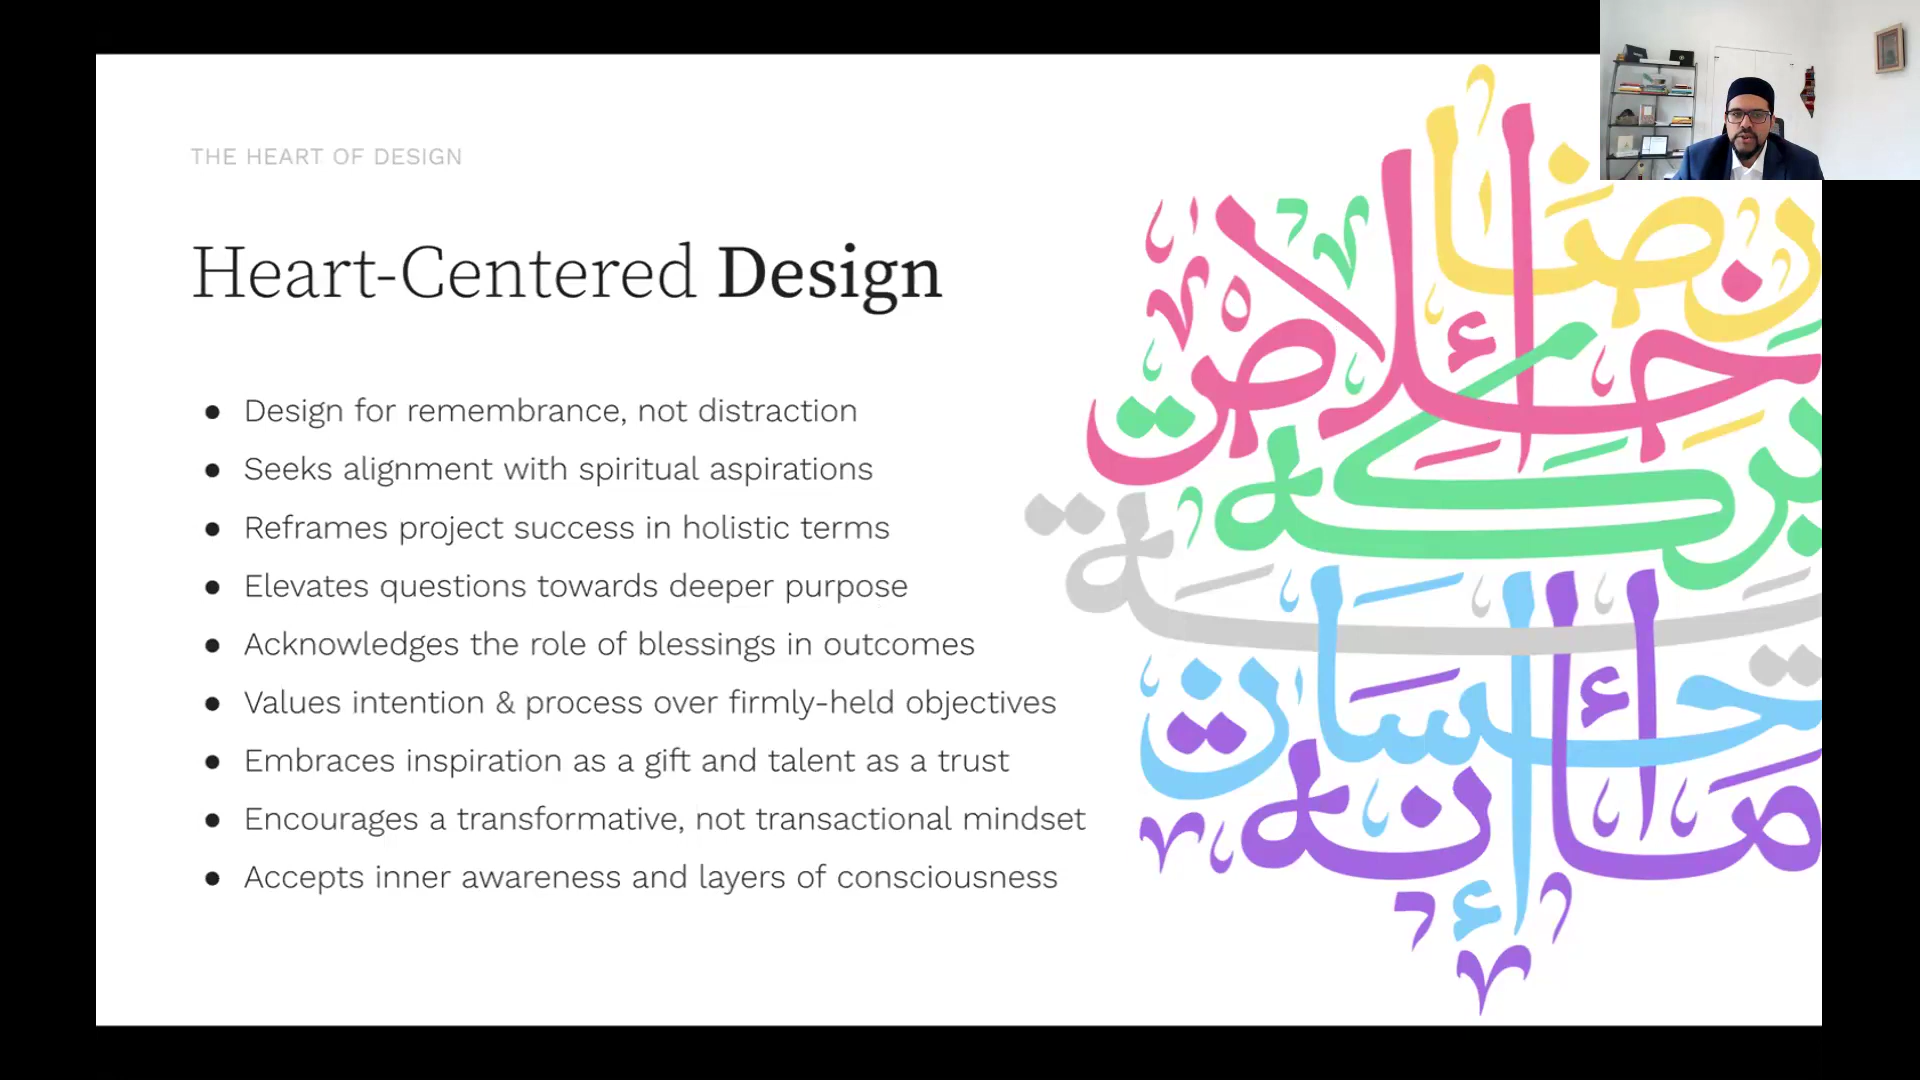 THE HEART OF DESIGN
Heart-Centered Design
● Design for remembrance, not distraction
● Seeks alignment with spiritual aspirations
● Reframes project success in holistic terms
● Elevates questions towards deeper purpose
● Acknowledges the role of blessings in outcomes
● Values intention & process over firmly-held objectives
● Embraces inspiration as a gift and talent as a trust
● Encourages a transformative, not transactional mindset
● Accepts inner awareness and layers of consciousness